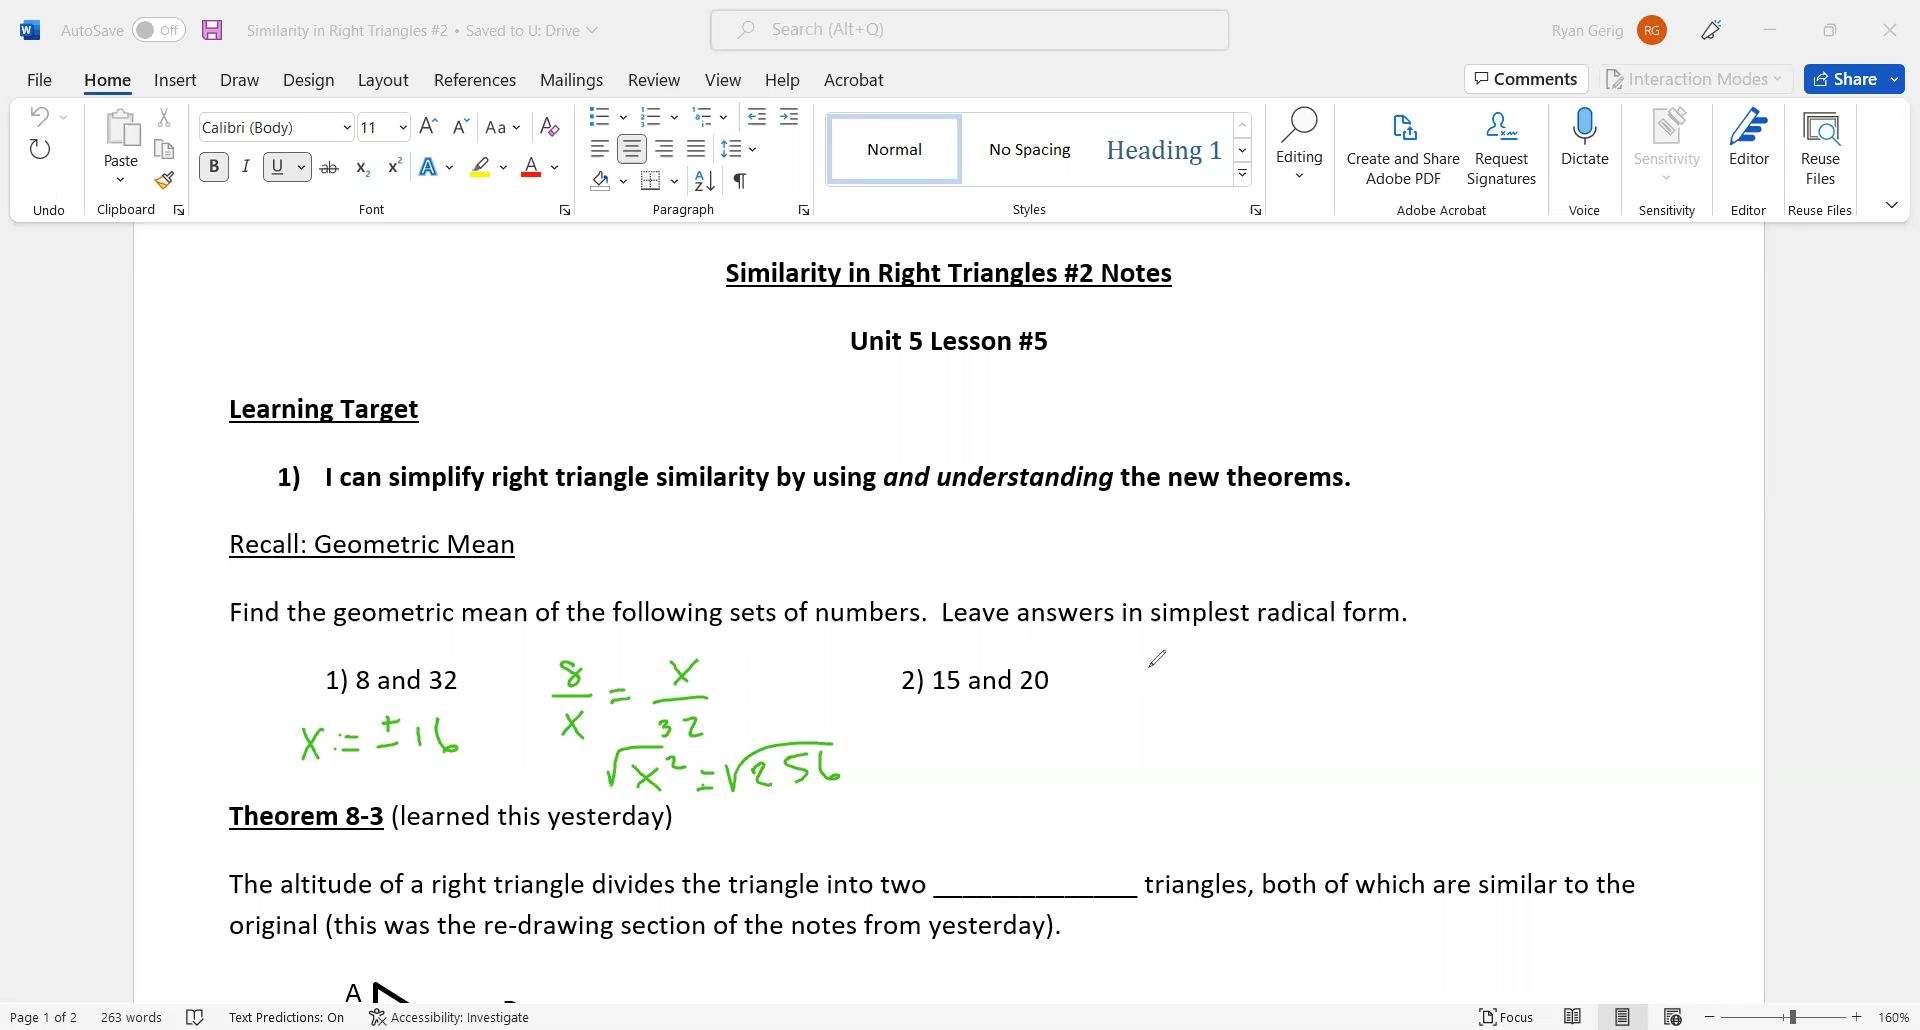 AutoSave Off Similarity in Right Triangles #2 • Saved to U: Drive Search (Alt+Q) Ryan Gerig RG
File Home Insert Draw Design Layout References Mailings Review View Help Acrobat Comments Interaction Modes Share
Calibri (Body) 11 A A Aa A Normal No Spacing Heading 1
Paste B I U ab x₂ x² A A Editing Create and Share Adobe PDF Request Signatures Dictate Sensitivity Editor Reuse Files
Undo Clipboard Font Paragraph Styles Adobe Acrobat Voice Sensitivity Editor Reuse Files
Similarity in Right Triangles #2 Notes
Unit 5 Lesson #5
Learning Target
1) I can simplify right triangle similarity by using and understanding the new theorems.
Recall: Geometric Mean
Find the geometric mean of the following sets of numbers. Leave answers in simplest radical form.
1) 8 and 32 8/x = x/32 2) 15 and 20
x = ±16
√x² = √256
Theorem 8-3 (learned this yesterday)
The altitude of a right triangle divides the triangle into two ______________ triangles, both of which are similar to the
original (this was the re-drawing section of the notes from yesterday).
A
Page 1 of 2 263 words Text Predictions: On Accessibility: Investigate Focus 160%